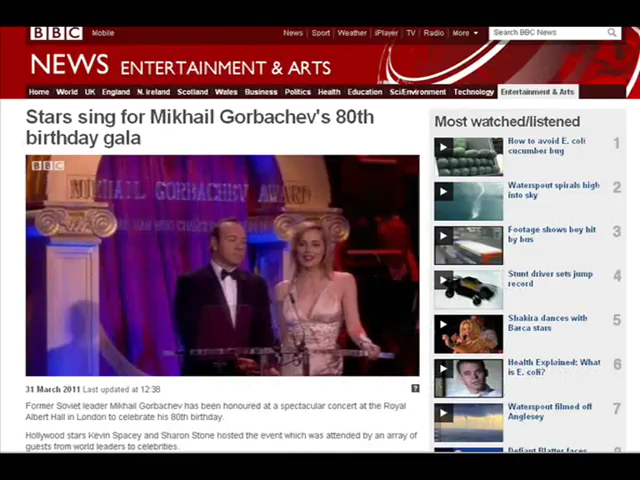 BBC Mobile News Sport Weather iPlayer TV Radio More Search BBC News
NEWS ENTERTAINMENT & ARTS
Home World UK England N. Ireland Scotland Wales Business Politics Health Education Sci/Environment Technology Entertainment & Arts
Stars sing for Mikhail Gorbachev's 80th
birthday gala
BBC
MIKHAIL GORBACHEV AWARD
31 March 2011 Last updated at 12:38
?
Former Soviet leader Mikhail Gorbachev has been honoured at a spectacular concert at the Royal
Albert Hall in London to celebrate his 80th birthday.
Hollywood stars Kevin Spacey and Sharon Stone hosted the event which was attended by an array of
guests from world leaders to celebrities.
Most watched/listened
How to avoid E. coli
cucumber bug
1
Waterspout spirals high
into sky
2
Footage shows boy hit
by bus
3
Stunt driver sets jump
record
4
Shakira dances with
Barca stars
5
Health Explained: What
is E. coli?
6
Waterspout filmed off
Anglesey
7
Defiant Blatter faces